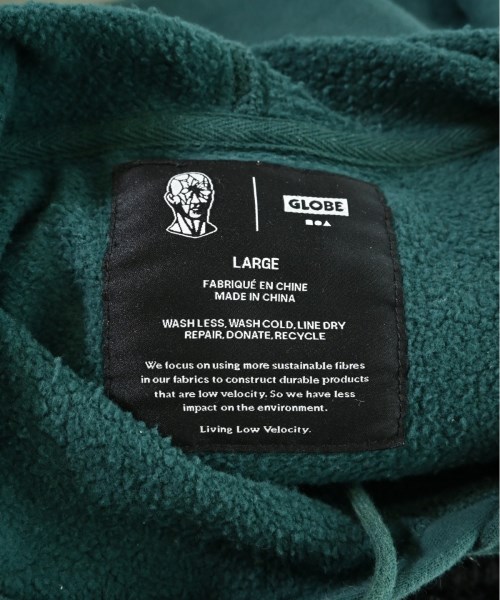 GLOBE
LARGE
FABRIQUÉ EN CHINE
MADE IN CHINA
WASH LESS, WASH COLD, LINE DRY
REPAIR, DONATE, RECYCLE
We focus on using more sustainable fibres
in our fabrics to construct durable products
that are low velocity. So we have less
impact on the environment.
Living Low Velocity.